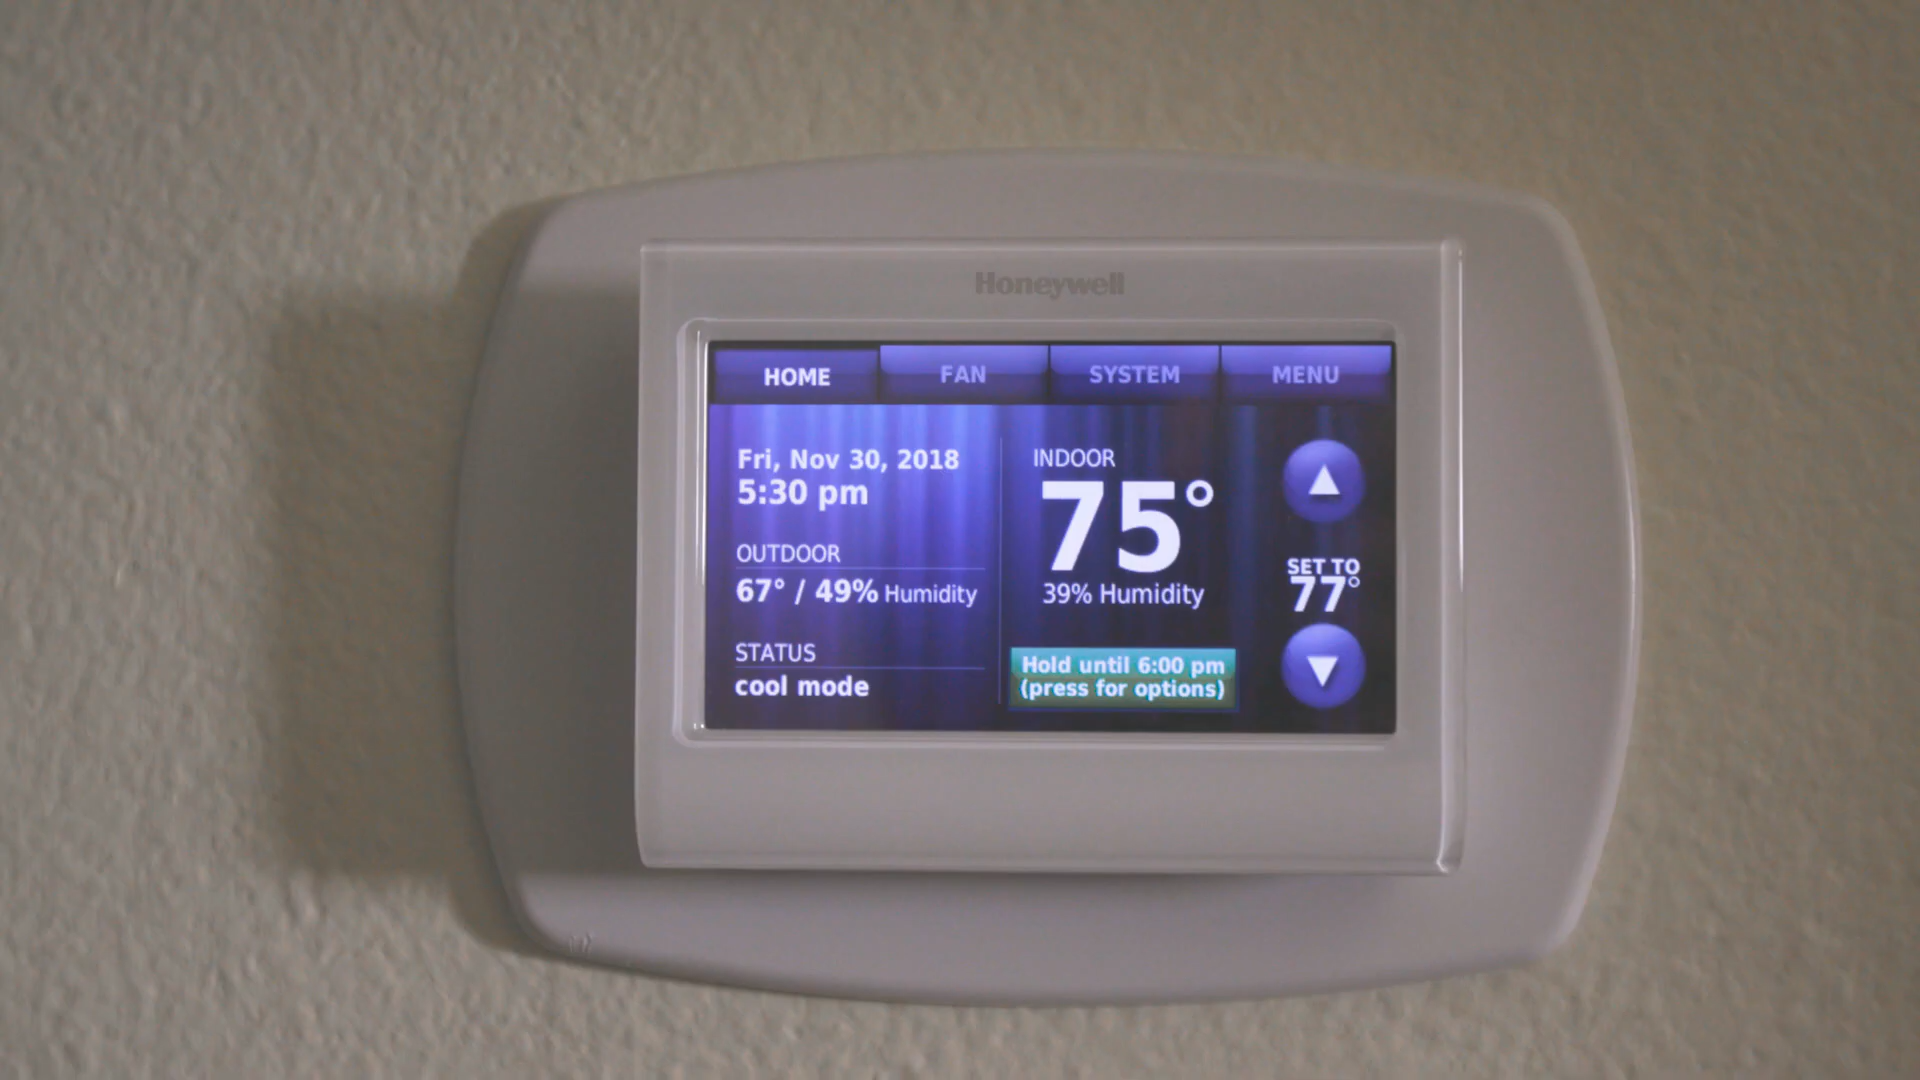 Honeywell
HOME FAN SYSTEM MENU
Fri, Nov 30, 2018
5:30 pm
OUTDOOR
67° / 49% Humidity
STATUS
cool mode
INDOOR
75°
39% Humidity
Hold until 6:00 pm
(press for options)
SET TO
77°